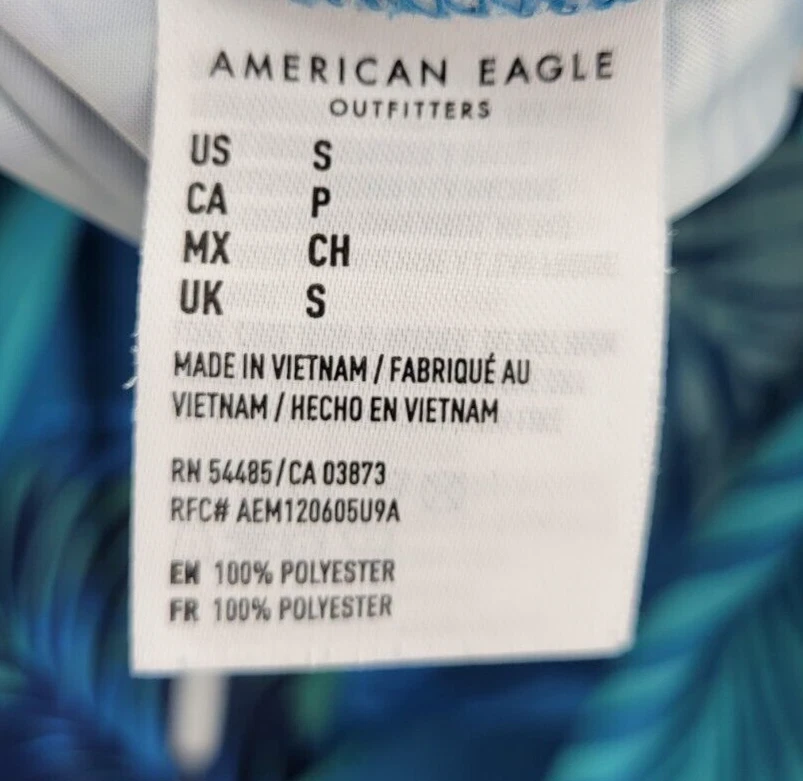 AMERICAN EAGLE
OUTFITTERS
US S
CA P
MX CH
UK S
MADE IN VIETNAM / FABRIQUÉ AU
VIETNAM / HECHO EN VIETNAM
RN 54485/CA 03873
RFC# AEM120605U9A
EN 100% POLYESTER
FR 100% POLYESTER